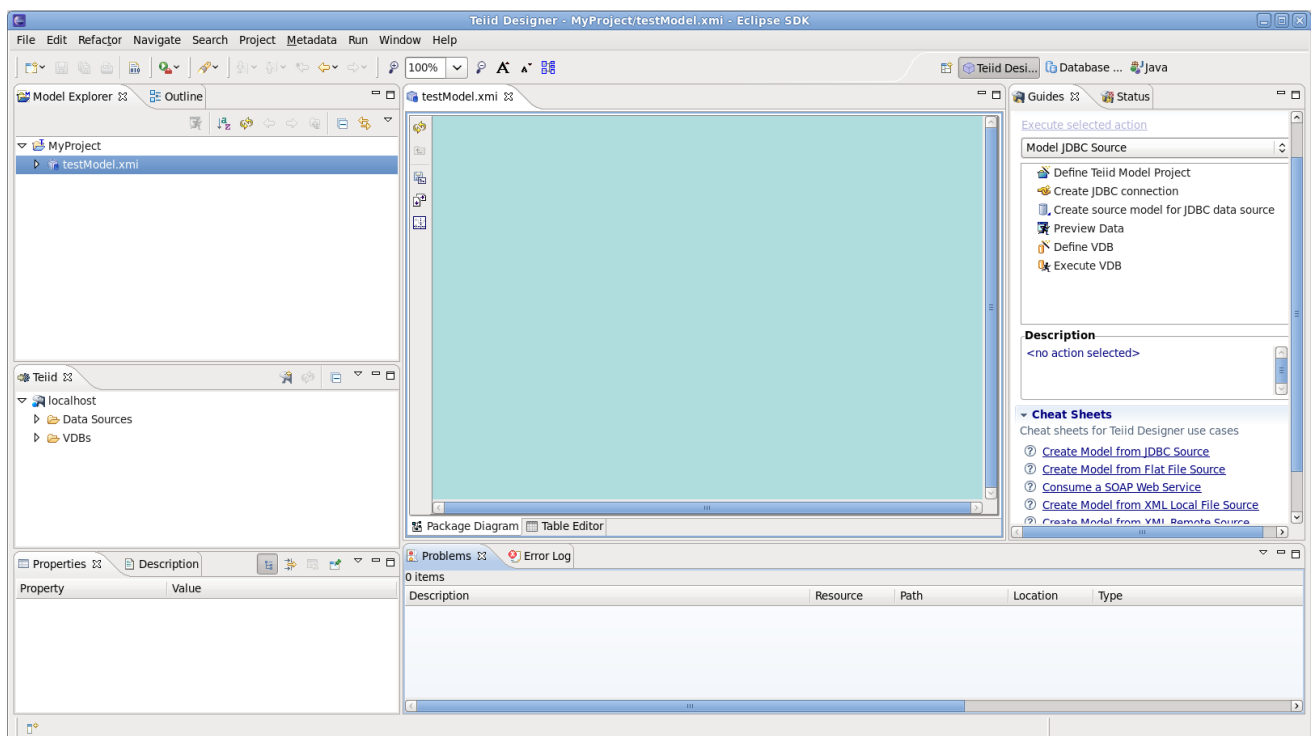 Teiid Designer - MyProject/testModel.xmi - Eclipse SDK
File Edit Refactor Navigate Search Project Metadata Run Window Help
100%
Teiid Desi... Database ... Java
Model Explorer Outline
MyProject
testModel.xmi
Teiid
localhost
Data Sources
VDBs
Properties Description
Property Value
testModel.xmi
Package Diagram Table Editor
Guides Status
Execute selected action
Model JDBC Source
Define Teiid Model Project
Create JDBC connection
Create source model for JDBC data source
Preview Data
Define VDB
Execute VDB
Description
<no action selected>
Cheat Sheets
Cheat sheets for Teiid Designer use cases
Create Model from JDBC Source
Create Model from Flat File Source
Consume a SOAP Web Service
Create Model from XML Local File Source
Create Model from XML Remote Source
Problems Error Log
0 items
Description Resource Path Location Type